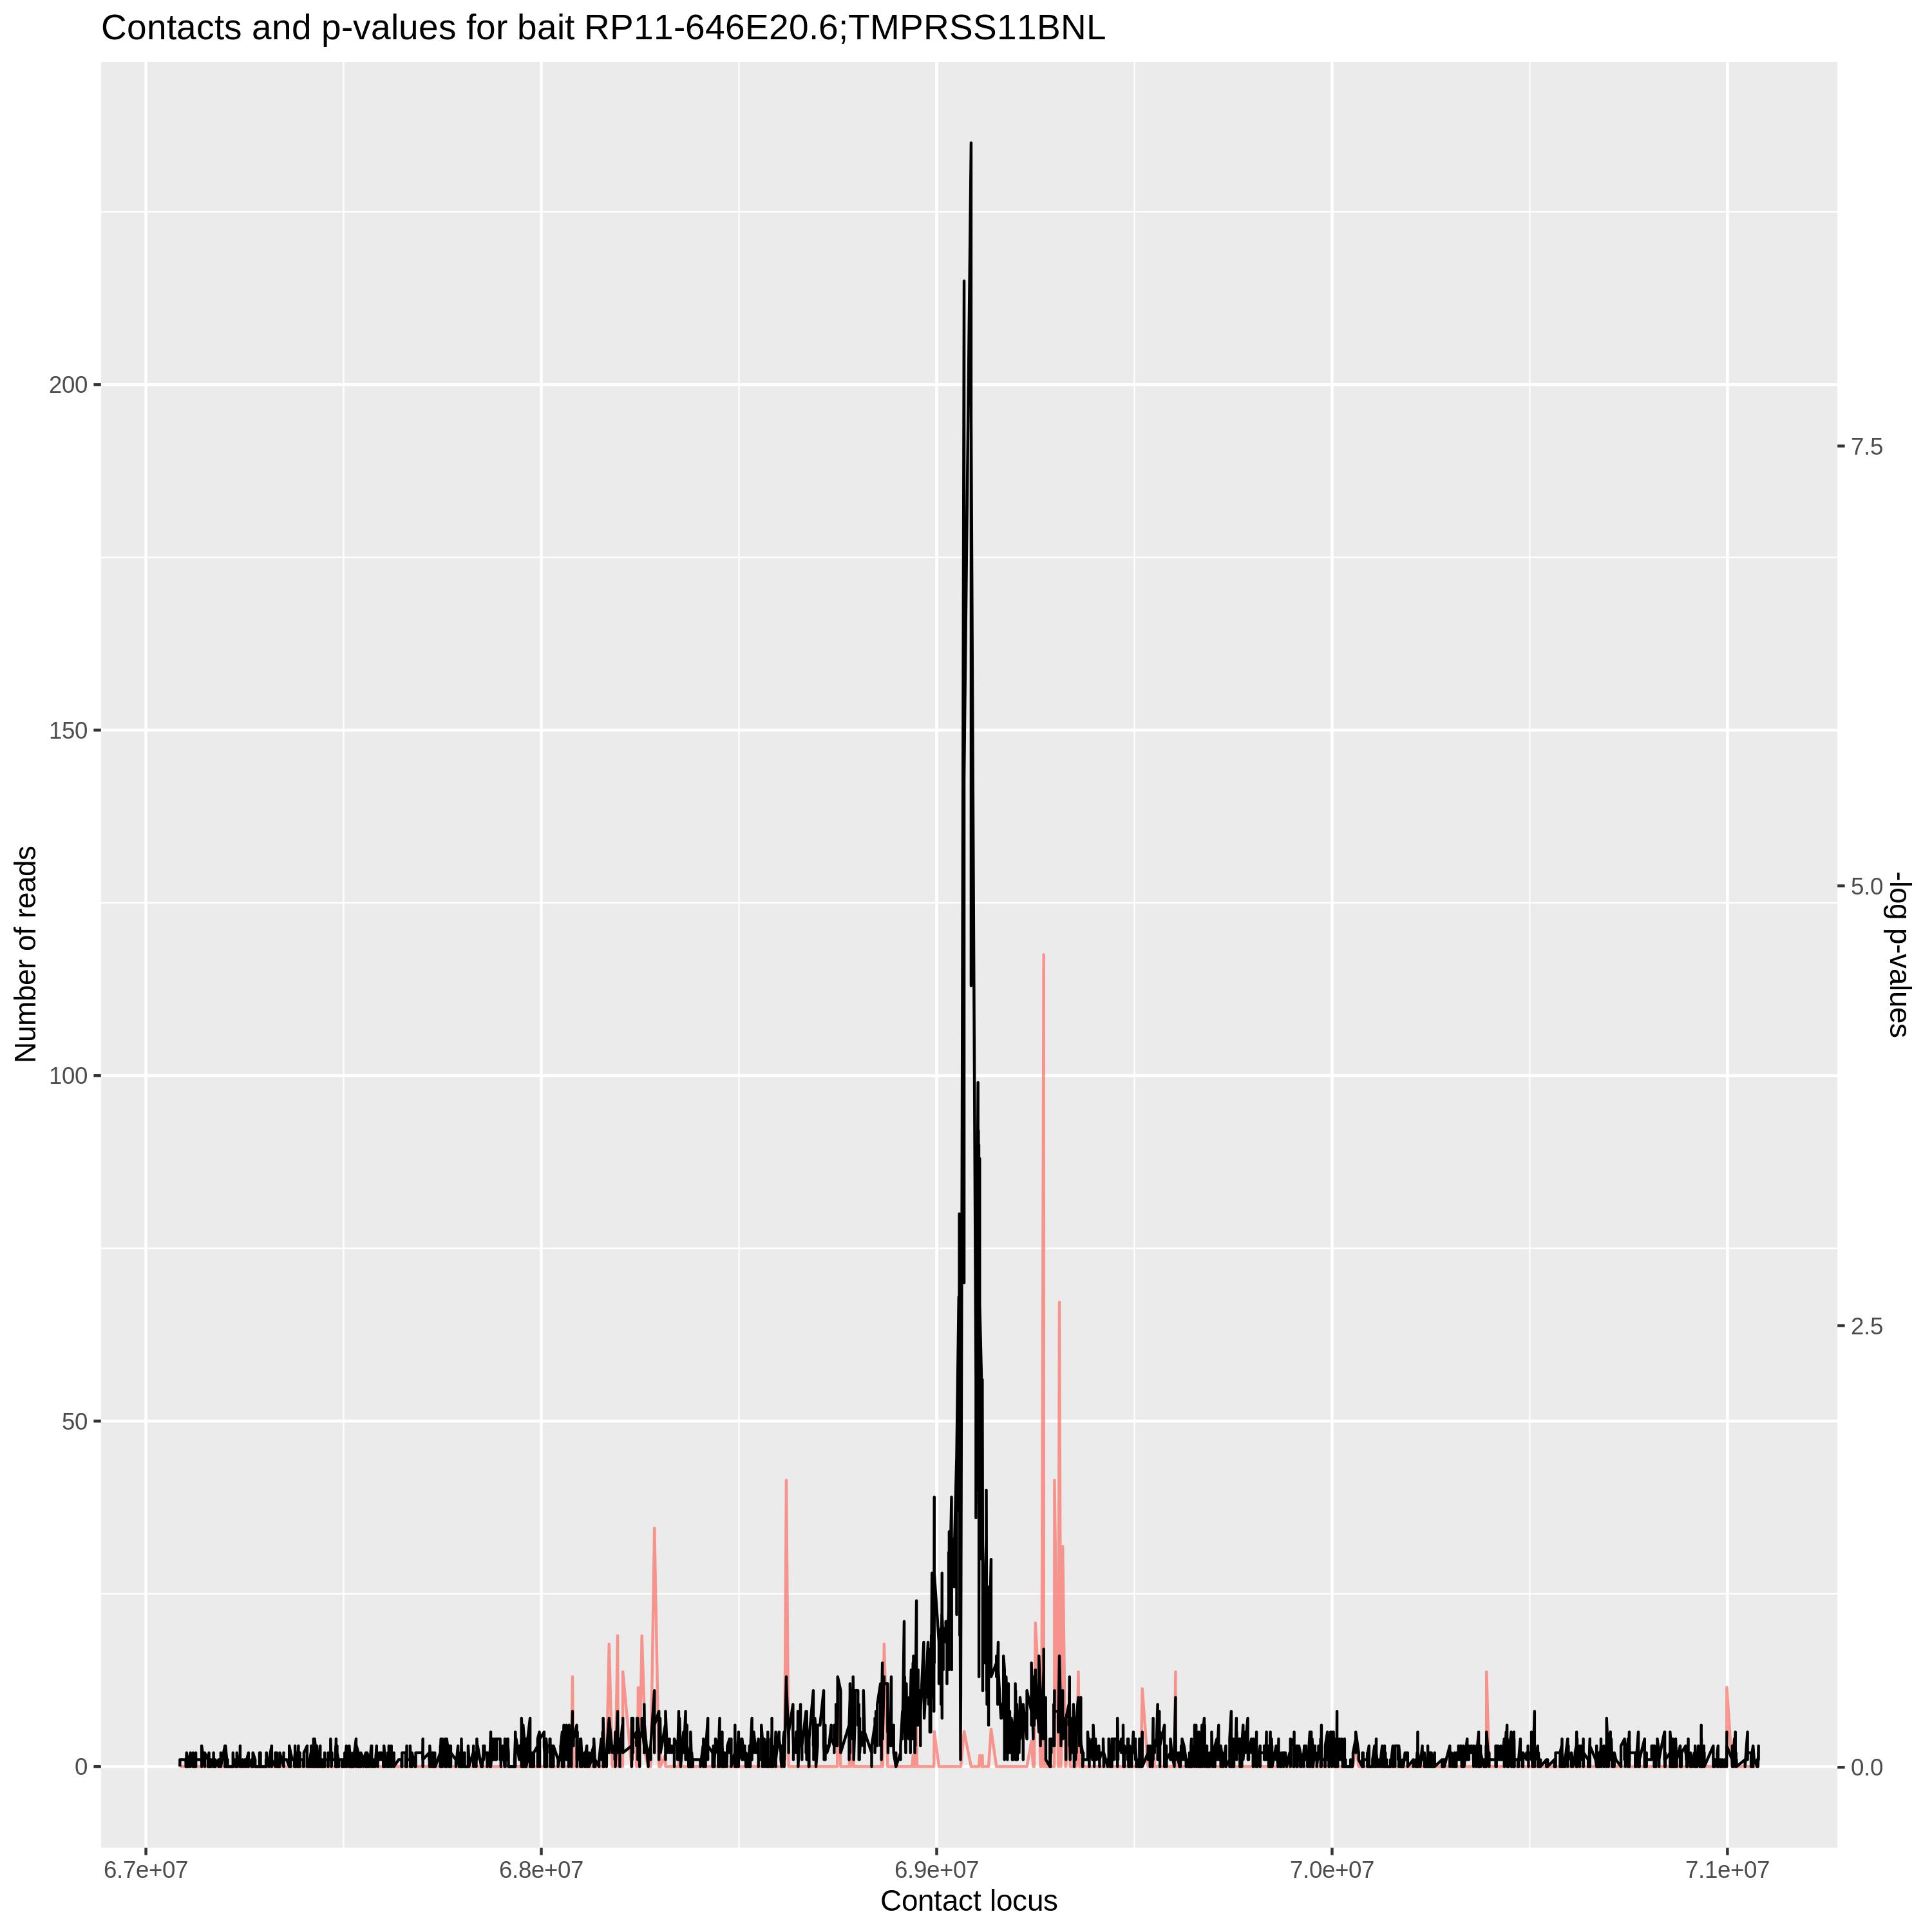 Contacts and p-values for bait RP11-646E20.6;TMPRSS11BNL
Number of reads
200
150
100
50
0
7.5
5.0
2.5
0.0
-log p-values
6.7e+07 6.8e+07 6.9e+07 7.0e+07 7.1e+07
Contact locus